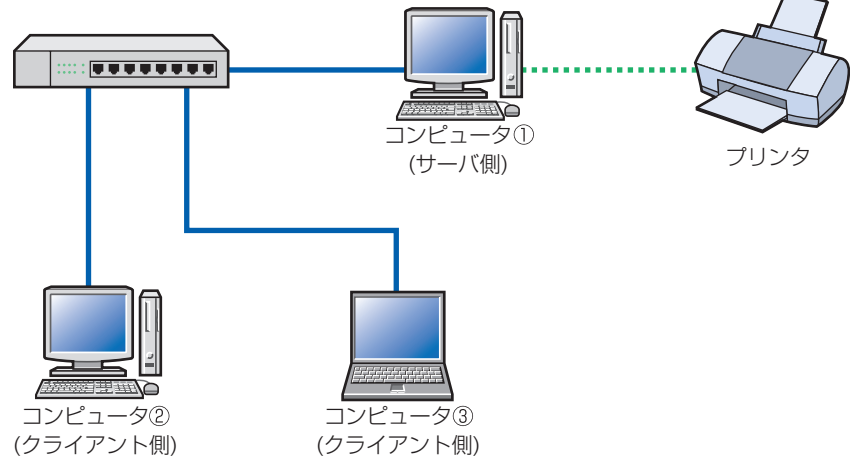 コンピュータ①
(サーバ側)
プリンタ
コンピュータ②
(クライアント側)
コンピュータ③
(クライアント側)